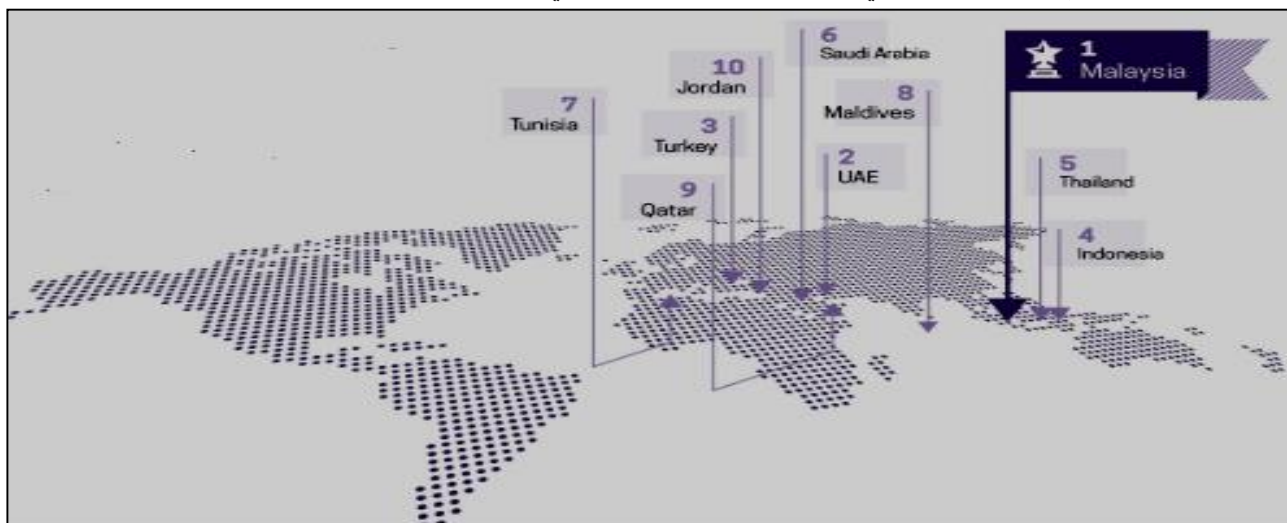 6
Saudi Arabia
1
Malaysia
10
Jordan
8
Maldives
7
Tunisia
3
Turkey
2
UAE
5
Thailand
9
Qatar
4
Indonesia